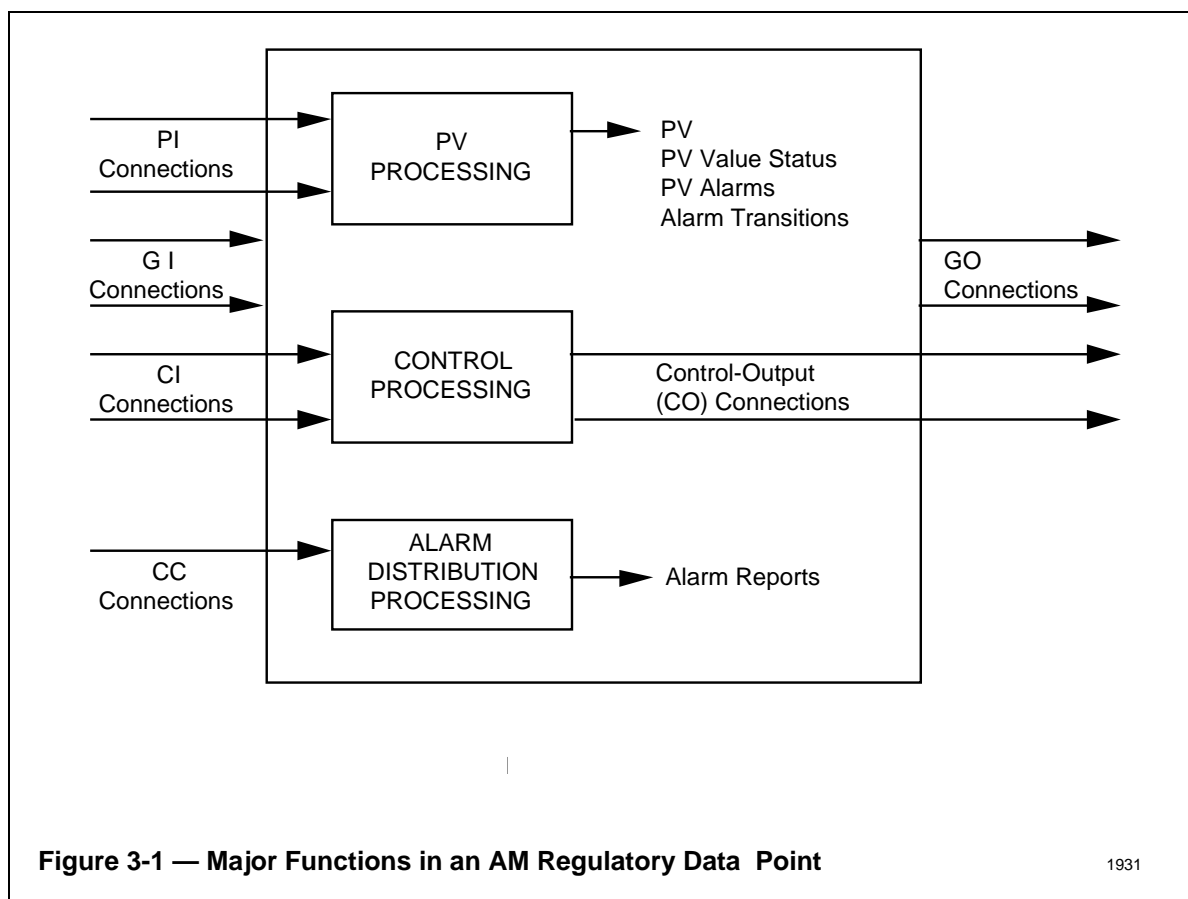 PI
Connections
PV
PROCESSING
PV
PV Value Status
PV Alarms
Alarm Transitions
G I
Connections
GO
Connections
CI
Connections
CONTROL
PROCESSING
Control-Output
(CO) Connections
CC
Connections
ALARM
DISTRIBUTION
PROCESSING
Alarm Reports
Figure 3-1 — Major Functions in an AM Regulatory Data Point
1931